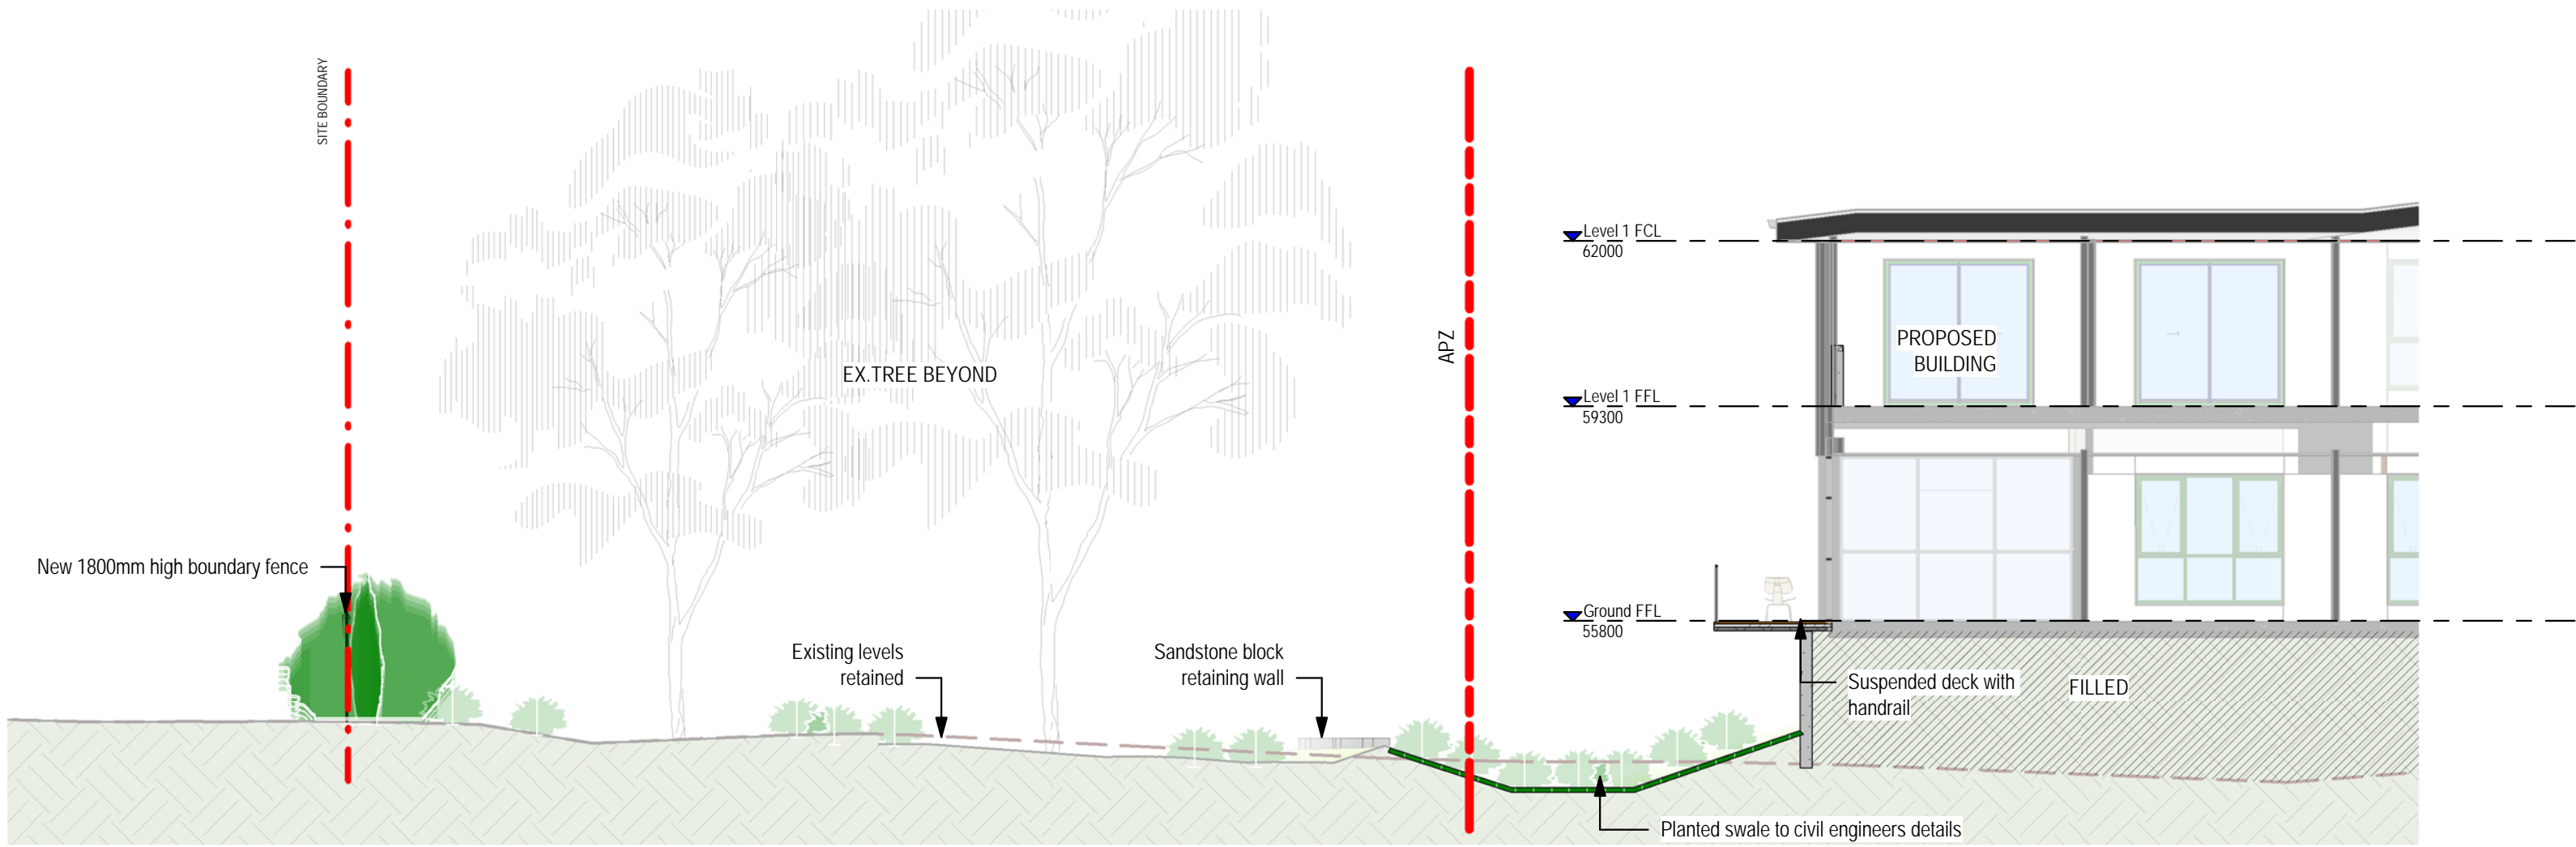 SITE BOUNDARY
New 1800mm high boundary fence
EX.TREE BEYOND
Existing levels
retained
Sandstone block
retaining wall
APZ
Level 1 FCL
62000
Level 1 FFL
59300
Ground FFL
55800
PROPOSED
BUILDING
Suspended deck with
handrail
FILLED
Planted swale to civil engineers details